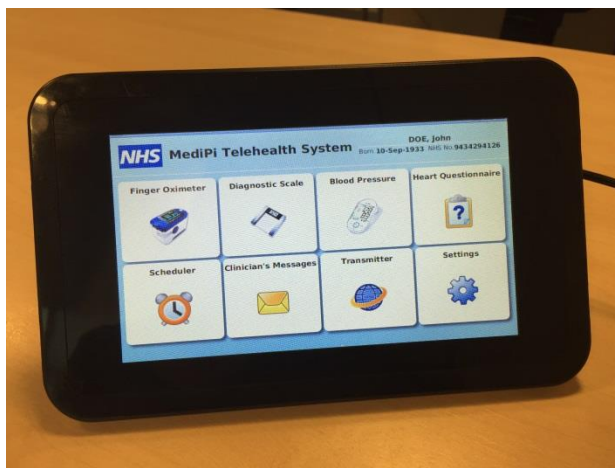 NHS MediPi Telehealth System
DOE, John
Born 10-Sep-1933 NHS No.9434294126
Finger Oximeter
Diagnostic Scale
Blood Pressure
Heart Questionnaire
?
Scheduler
Clinician's Messages
Transmitter
Settings